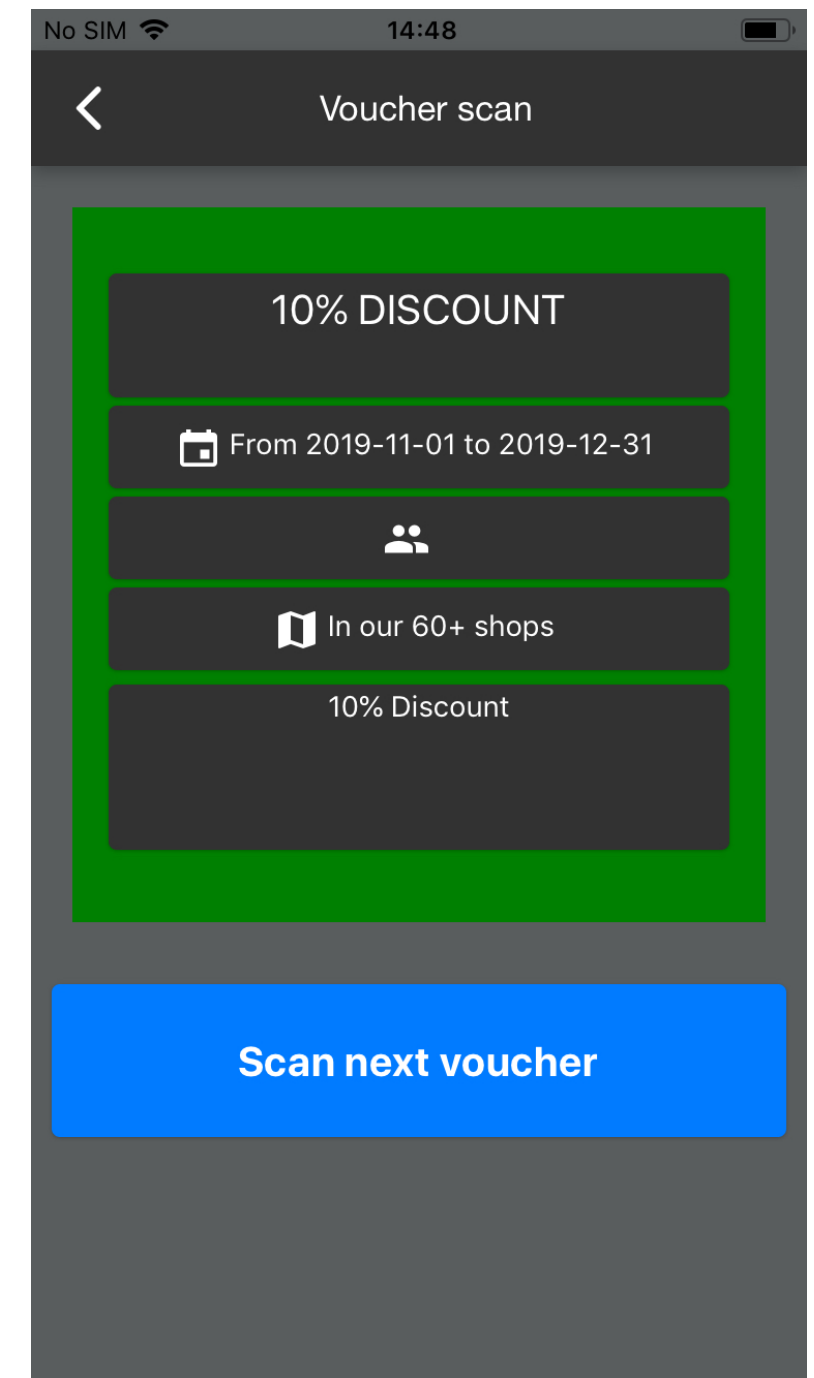 No SIM 14:48
Voucher scan
10% DISCOUNT
From 2019-11-01 to 2019-12-31
In our 60+ shops
10% Discount
Scan next voucher